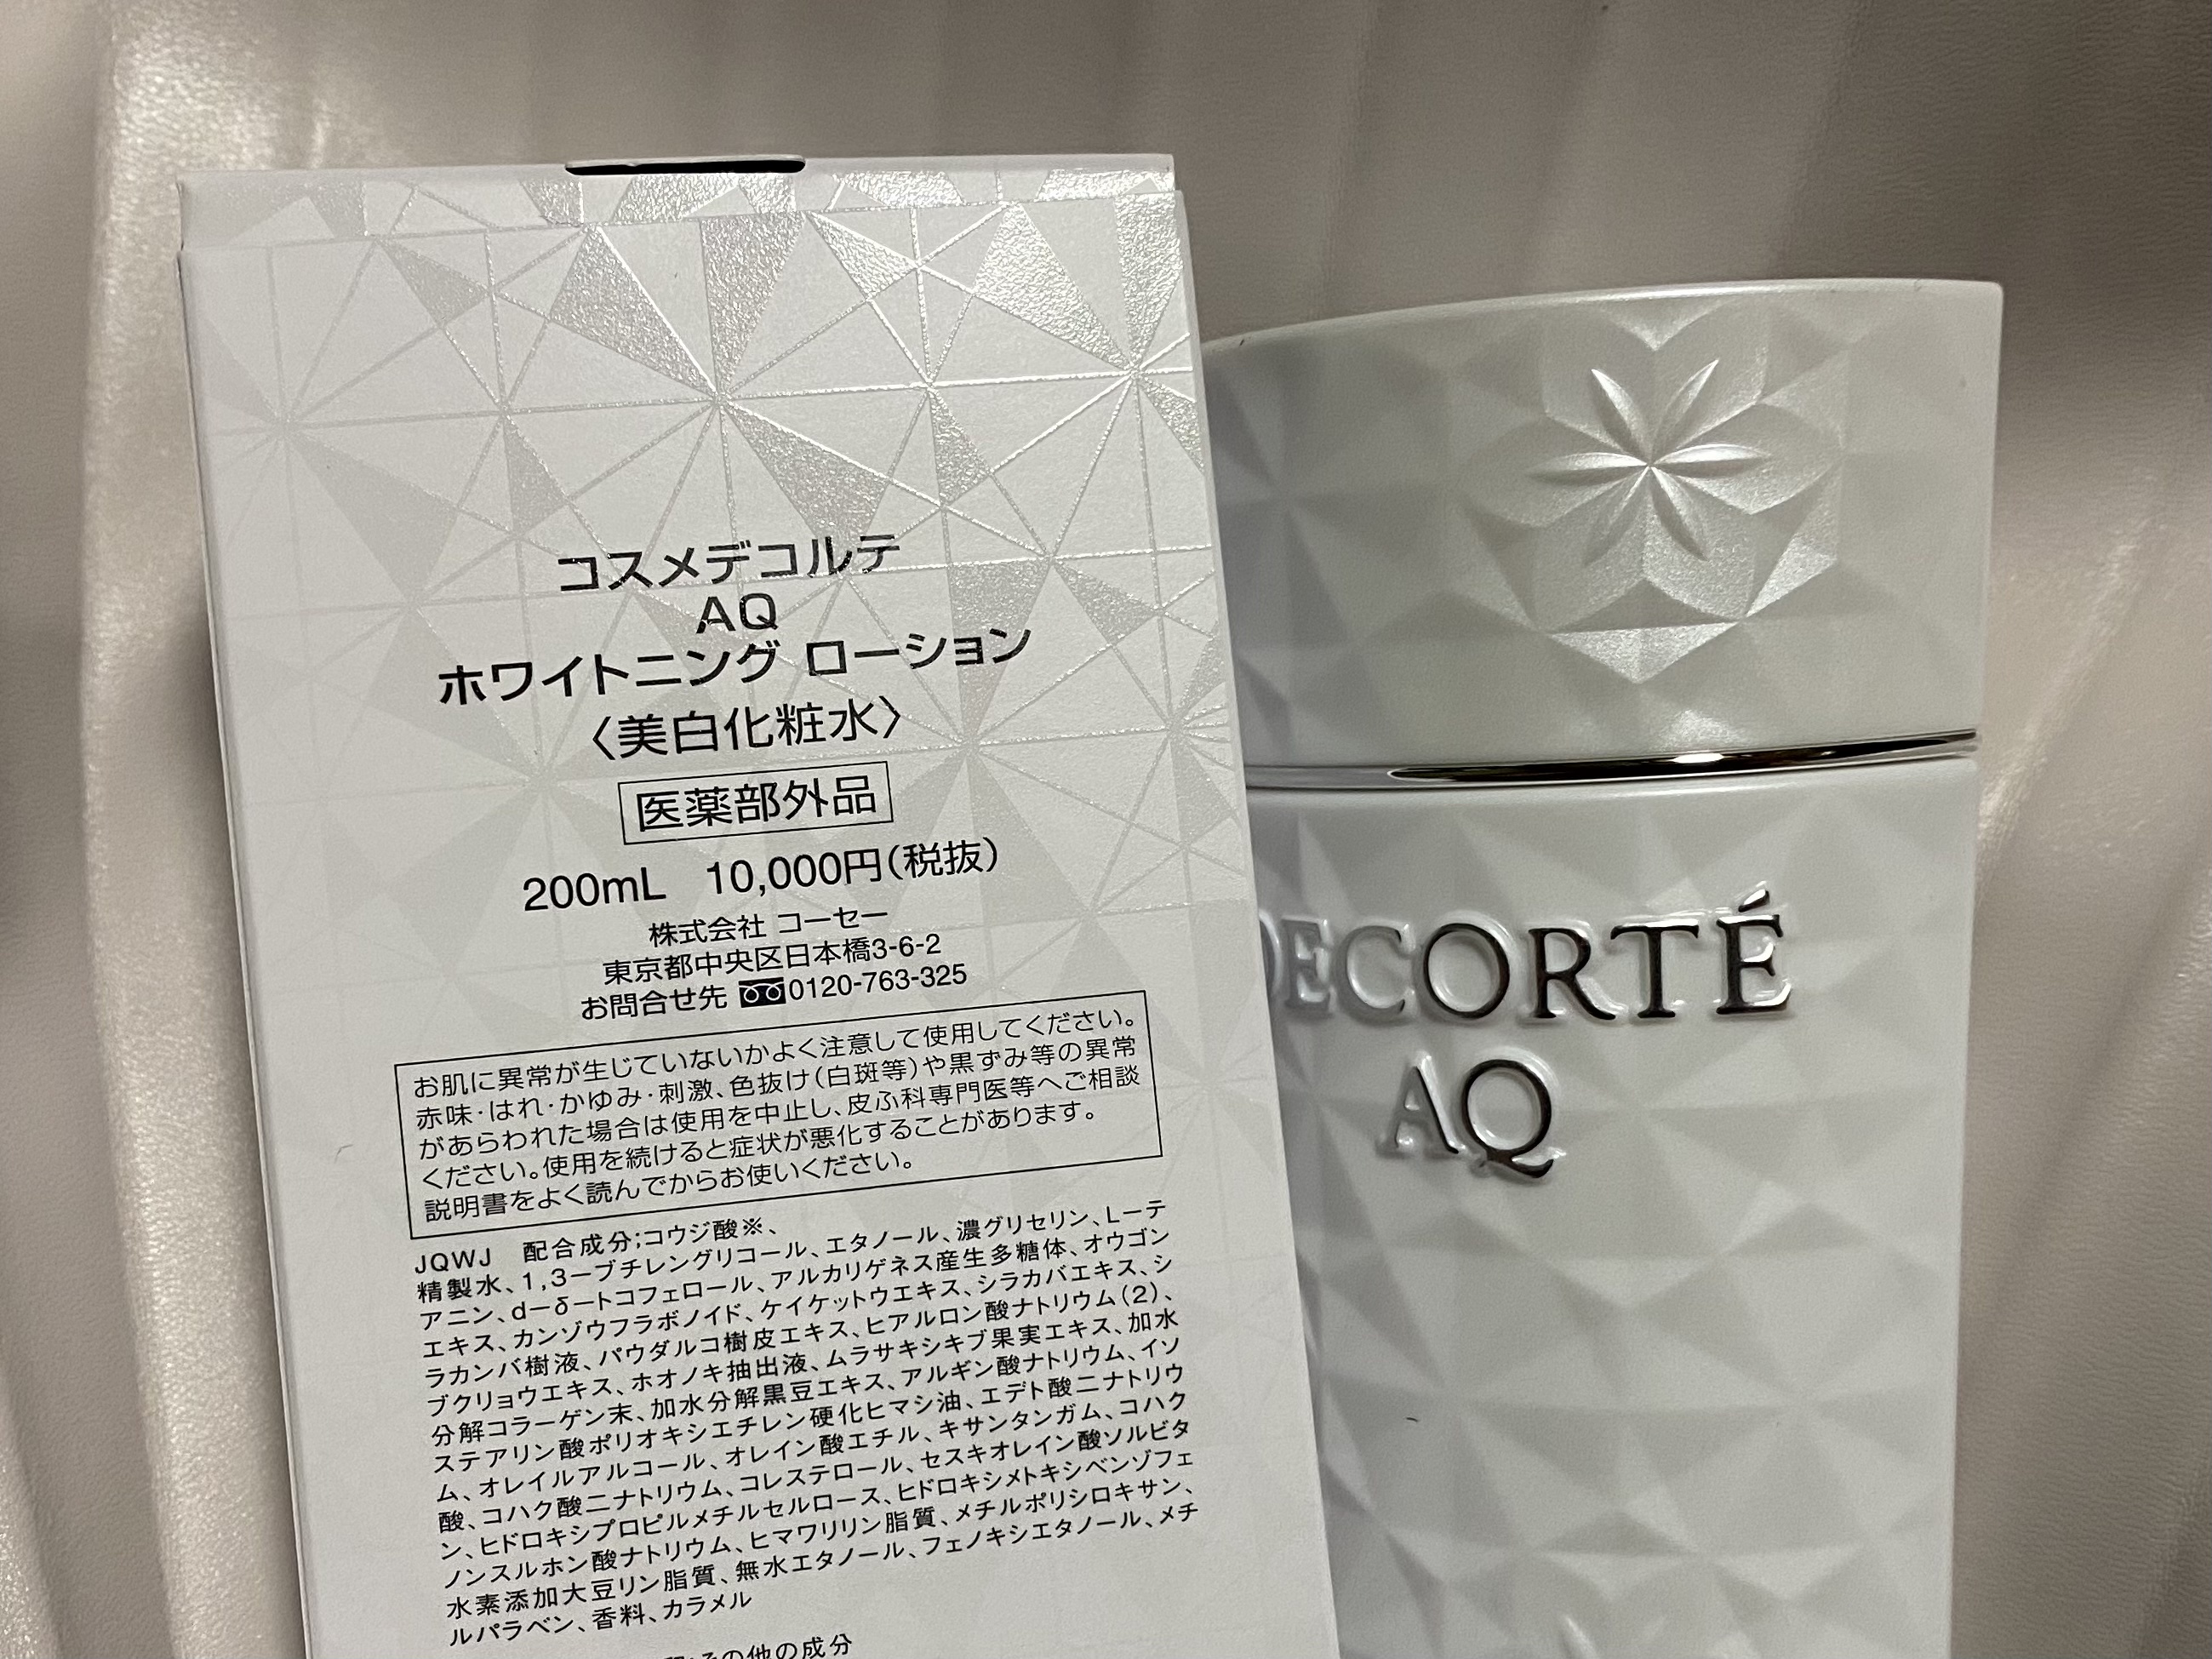 コスメデコルテ
AQ
ホワイトニング ローション
〈美白化粧水〉
医薬部外品
200mL 10,000円(税抜)
株式会社 コーセー
東京都中央区日本橋3-6-2
お問合せ先 0120-763-325
お肌に異常が生じていないかよく注意して使用してください。
赤味・はれ・かゆみ・刺激、色抜け(白斑等)や黒ずみ等の異常
があらわれた場合は使用を中止し、皮ふ科専門医等へご相談
ください。使用を続けると症状が悪化することがあります。
説明書をよく読んでからお使いください。
JQWJ 配合成分;コウジ酸※、
精製水、1,3ーブチレングリコール、エタノール、濃グリセリン、Lーテ
アニン、dーδートコフェロール、アルカリゲネス産生多糖体、オウゴン
エキス、カンゾウフラボノイド、ケイケットウエキス、シラカバエキス、シ
ラカンバ樹液、パウダルコ樹皮エキス、ヒアルロン酸ナトリウム(2)、
ブクリョウエキス、ホオノキ抽出液、ムラサキシキブ果実エキス、加水
分解コラーゲン末、加水分解黒豆エキス、アルギン酸ナトリウム、イソ
ステアリン酸ポリオキシエチレン硬化ヒマシ油、エデト酸二ナトリウ
ム、オレイルアルコール、オレイン酸エチル、キサンタンガム、コハク
酸、コハク酸二ナトリウム、コレステロール、セスキオレイン酸ソルビタ
ン、ヒドロキシプロピルメチルセルロース、ヒドロキシメトキシベンゾフェ
ノンスルホン酸ナトリウム、ヒマワリリン脂質、メチルポリシロキサン、
水素添加大豆リン脂質、無水エタノール、フェノキシエタノール、メチ
ルパラベン、香料、カラメル
その他の成分
DECORTÉ
AQ